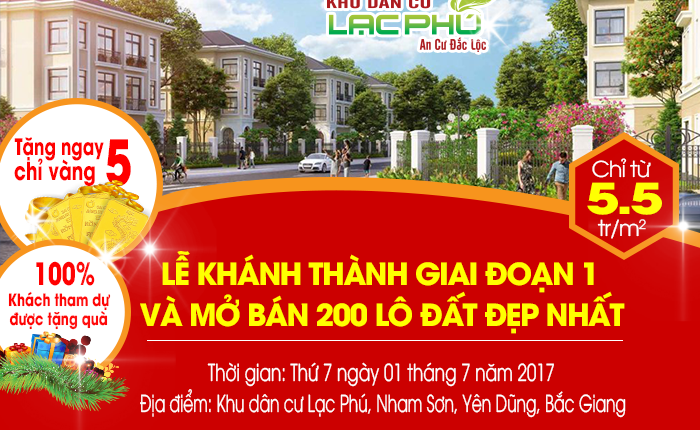 KHU DÂN CƯ
LẠC PHÚ
An Cư Đắc Lộc
Tặng ngay
chỉ vàng 5
Chỉ từ
5.5
tr/m²
100%
Khách tham dự
được tặng quà
LỄ KHÁNH THÀNH GIAI ĐOẠN 1
VÀ MỞ BÁN 200 LÔ ĐẤT ĐẸP NHẤT
Thời gian: Thứ 7 ngày 01 tháng 7 năm 2017
Địa điểm: Khu dân cư Lạc Phú, Nham Sơn, Yên Dũng, Bắc Giang